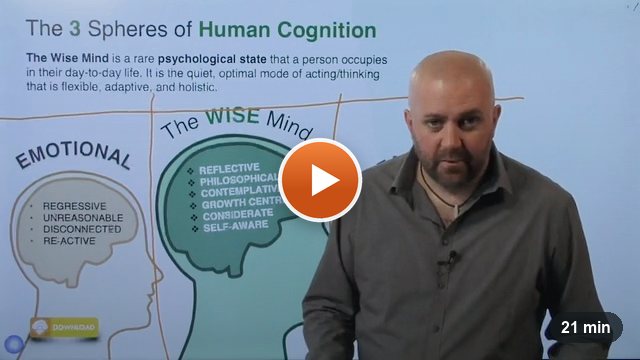 The 3 Spheres of Human Cognition
The Wise Mind is a rare psychological state that a person occupies
in their day-to-day life. It is the quiet, optimal mode of acting/thinking
that is flexible, adaptive, and holistic.
EMOTIONAL
REGRESSIVE
UNREASONABLE
DISCONNECTED
RE-ACTIVE
The WISE Mind
REFLECTIVE
PHILOSOPHICAL
CONTEMPLATIVE
GROWTH CENTR
CONSIDERATE
SELF-AWARE
DOWNLOAD
21 min